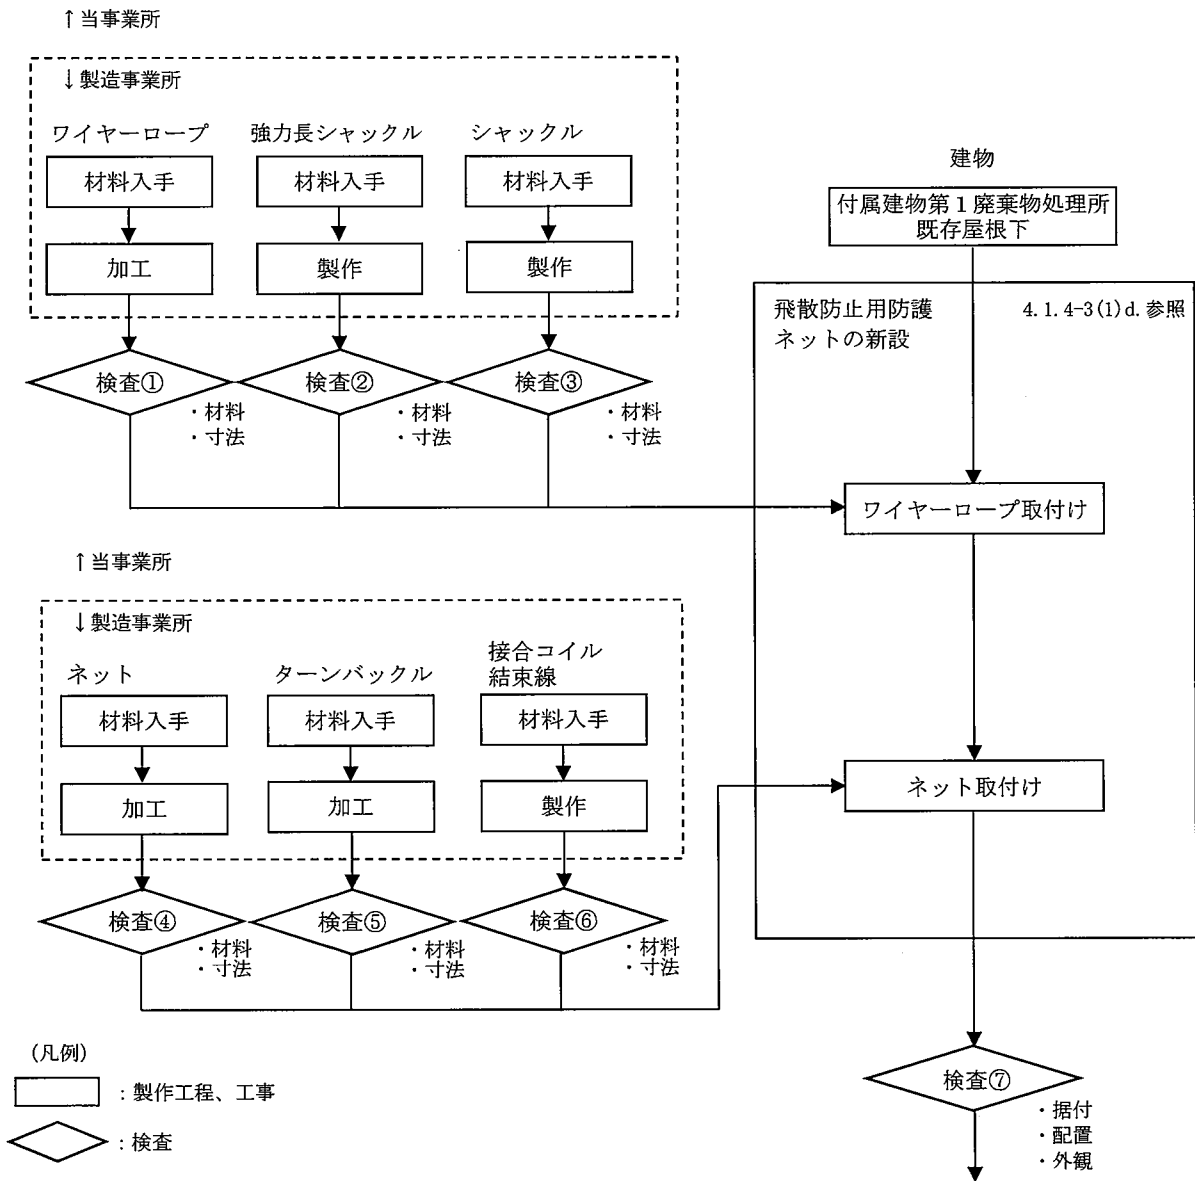 ↑当事業所
↓製造事業所
ワイヤーロープ
強力長シャックル
シャックル
材料入手
材料入手
材料入手
加工
製作
製作
検査①
検査②
検査③
・材料
・寸法
・材料
・寸法
・材料
・寸法
建物
付属建物第1廃棄物処理所
既存屋根下
飛散防止用防護
ネットの新設
4.1.4-3(1)d.参照
ワイヤーロープ取付け
↑当事業所
↓製造事業所
ネット
ターンバックル
接合コイル
結束線
材料入手
材料入手
材料入手
加工
加工
製作
検査④
検査⑤
検査⑥
・材料
・寸法
・材料
・寸法
・材料
・寸法
ネット取付け
検査⑦
・据付
・配置
・外観
(凡例)
:製作工程、工事
:検査